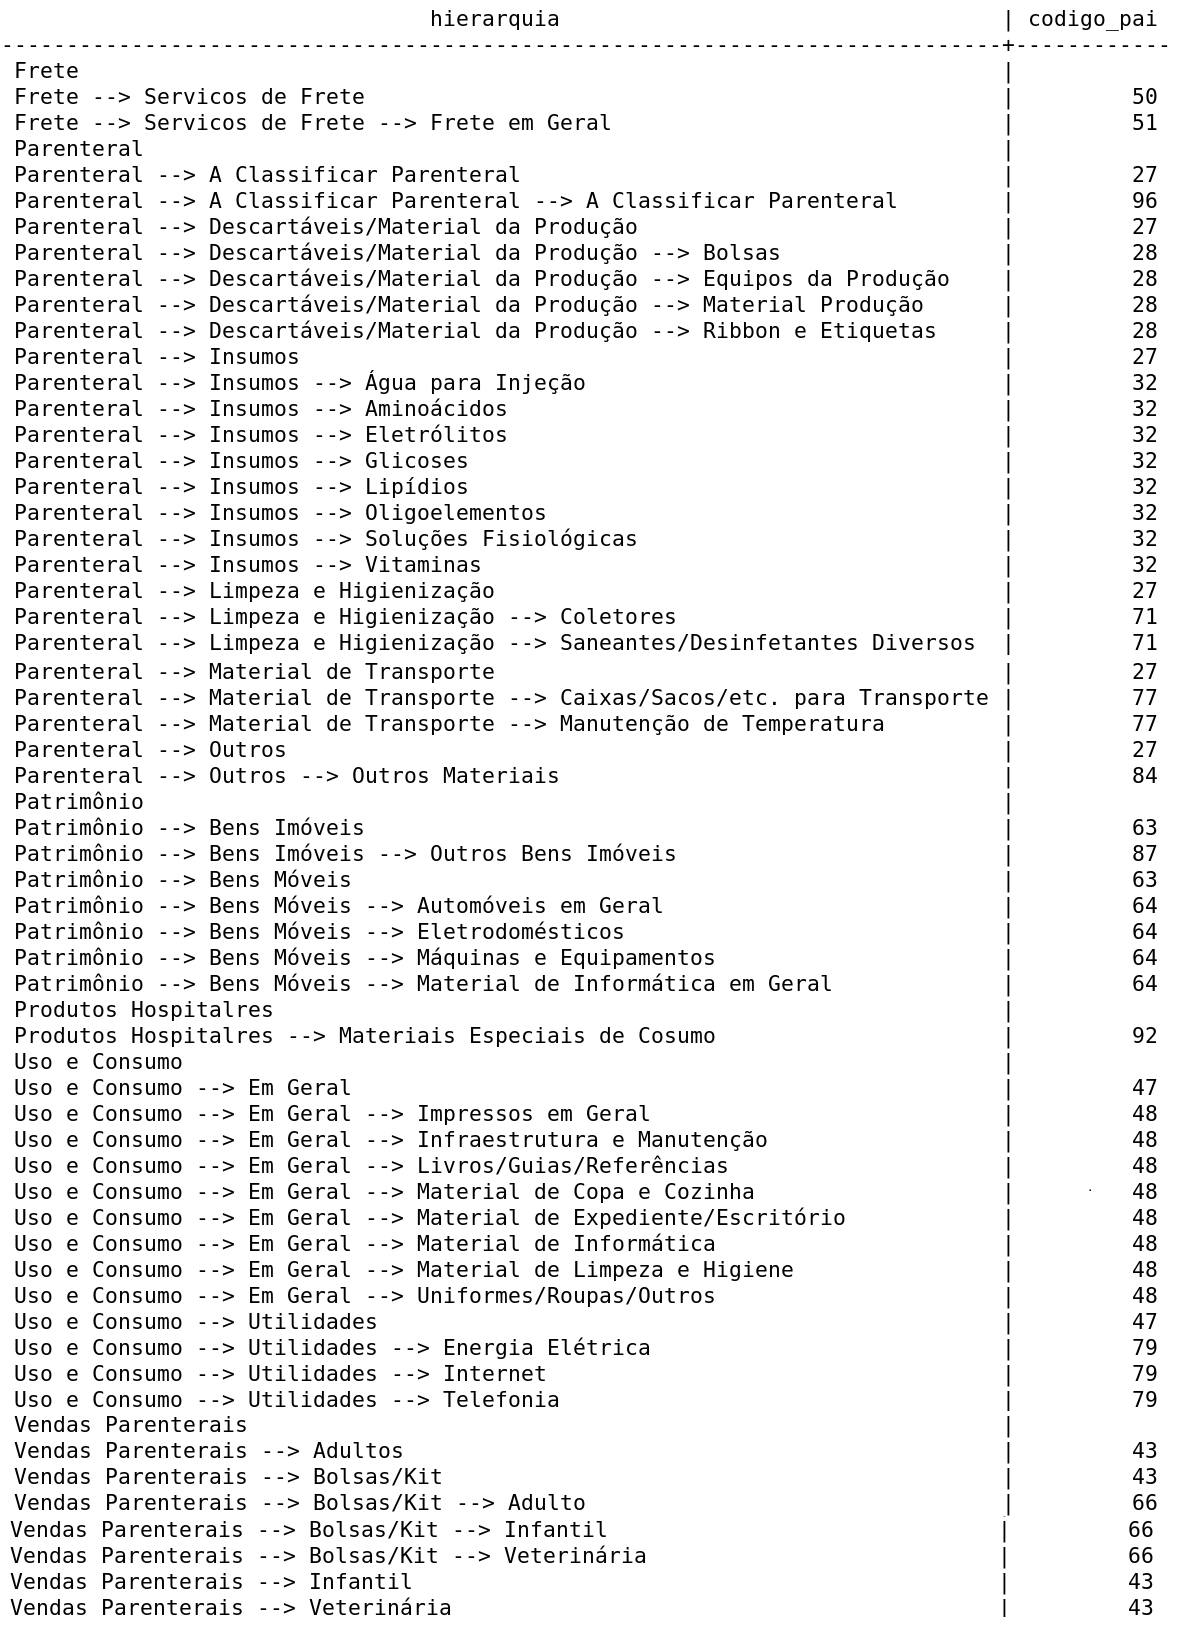 hierarquia | codigo_pai
-----------------------------------------------------------------------------+------------
Frete |
Frete --> Servicos de Frete | 50
Frete --> Servicos de Frete --> Frete em Geral | 51
Parenteral |
Parenteral --> A Classificar Parenteral | 27
Parenteral --> A Classificar Parenteral --> A Classificar Parenteral | 96
Parenteral --> Descartáveis/Material da Produção | 27
Parenteral --> Descartáveis/Material da Produção --> Bolsas | 28
Parenteral --> Descartáveis/Material da Produção --> Equipos da Produção | 28
Parenteral --> Descartáveis/Material da Produção --> Material Produção | 28
Parenteral --> Descartáveis/Material da Produção --> Ribbon e Etiquetas | 28
Parenteral --> Insumos | 27
Parenteral --> Insumos --> Água para Injeção | 32
Parenteral --> Insumos --> Aminoácidos | 32
Parenteral --> Insumos --> Eletrólitos | 32
Parenteral --> Insumos --> Glicoses | 32
Parenteral --> Insumos --> Lipídios | 32
Parenteral --> Insumos --> Oligoelementos | 32
Parenteral --> Insumos --> Soluções Fisiológicas | 32
Parenteral --> Insumos --> Vitaminas | 32
Parenteral --> Limpeza e Higienização | 27
Parenteral --> Limpeza e Higienização --> Coletores | 71
Parenteral --> Limpeza e Higienização --> Saneantes/Desinfetantes Diversos | 71
Parenteral --> Material de Transporte | 27
Parenteral --> Material de Transporte --> Caixas/Sacos/etc. para Transporte | 77
Parenteral --> Material de Transporte --> Manutenção de Temperatura | 77
Parenteral --> Outros | 27
Parenteral --> Outros --> Outros Materiais | 84
Patrimônio |
Patrimônio --> Bens Imóveis | 63
Patrimônio --> Bens Imóveis --> Outros Bens Imóveis | 87
Patrimônio --> Bens Móveis | 63
Patrimônio --> Bens Móveis --> Automóveis em Geral | 64
Patrimônio --> Bens Móveis --> Eletrodomésticos | 64
Patrimônio --> Bens Móveis --> Máquinas e Equipamentos | 64
Patrimônio --> Bens Móveis --> Material de Informática em Geral | 64
Produtos Hospitalres |
Produtos Hospitalres --> Materiais Especiais de Cosumo | 92
Uso e Consumo |
Uso e Consumo --> Em Geral | 47
Uso e Consumo --> Em Geral --> Impressos em Geral | 48
Uso e Consumo --> Em Geral --> Infraestrutura e Manutenção | 48
Uso e Consumo --> Em Geral --> Livros/Guias/Referências | 48
Uso e Consumo --> Em Geral --> Material de Copa e Cozinha | 48
Uso e Consumo --> Em Geral --> Material de Expediente/Escritório | 48
Uso e Consumo --> Em Geral --> Material de Informática | 48
Uso e Consumo --> Em Geral --> Material de Limpeza e Higiene | 48
Uso e Consumo --> Em Geral --> Uniformes/Roupas/Outros | 48
Uso e Consumo --> Utilidades | 47
Uso e Consumo --> Utilidades --> Energia Elétrica | 79
Uso e Consumo --> Utilidades --> Internet | 79
Uso e Consumo --> Utilidades --> Telefonia | 79
Vendas Parenterais |
Vendas Parenterais --> Adultos | 43
Vendas Parenterais --> Bolsas/Kit | 43
Vendas Parenterais --> Bolsas/Kit --> Adulto | 66
Vendas Parenterais --> Bolsas/Kit --> Infantil | 66
Vendas Parenterais --> Bolsas/Kit --> Veterinária | 66
Vendas Parenterais --> Infantil | 43
Vendas Parenterais --> Veterinária | 43